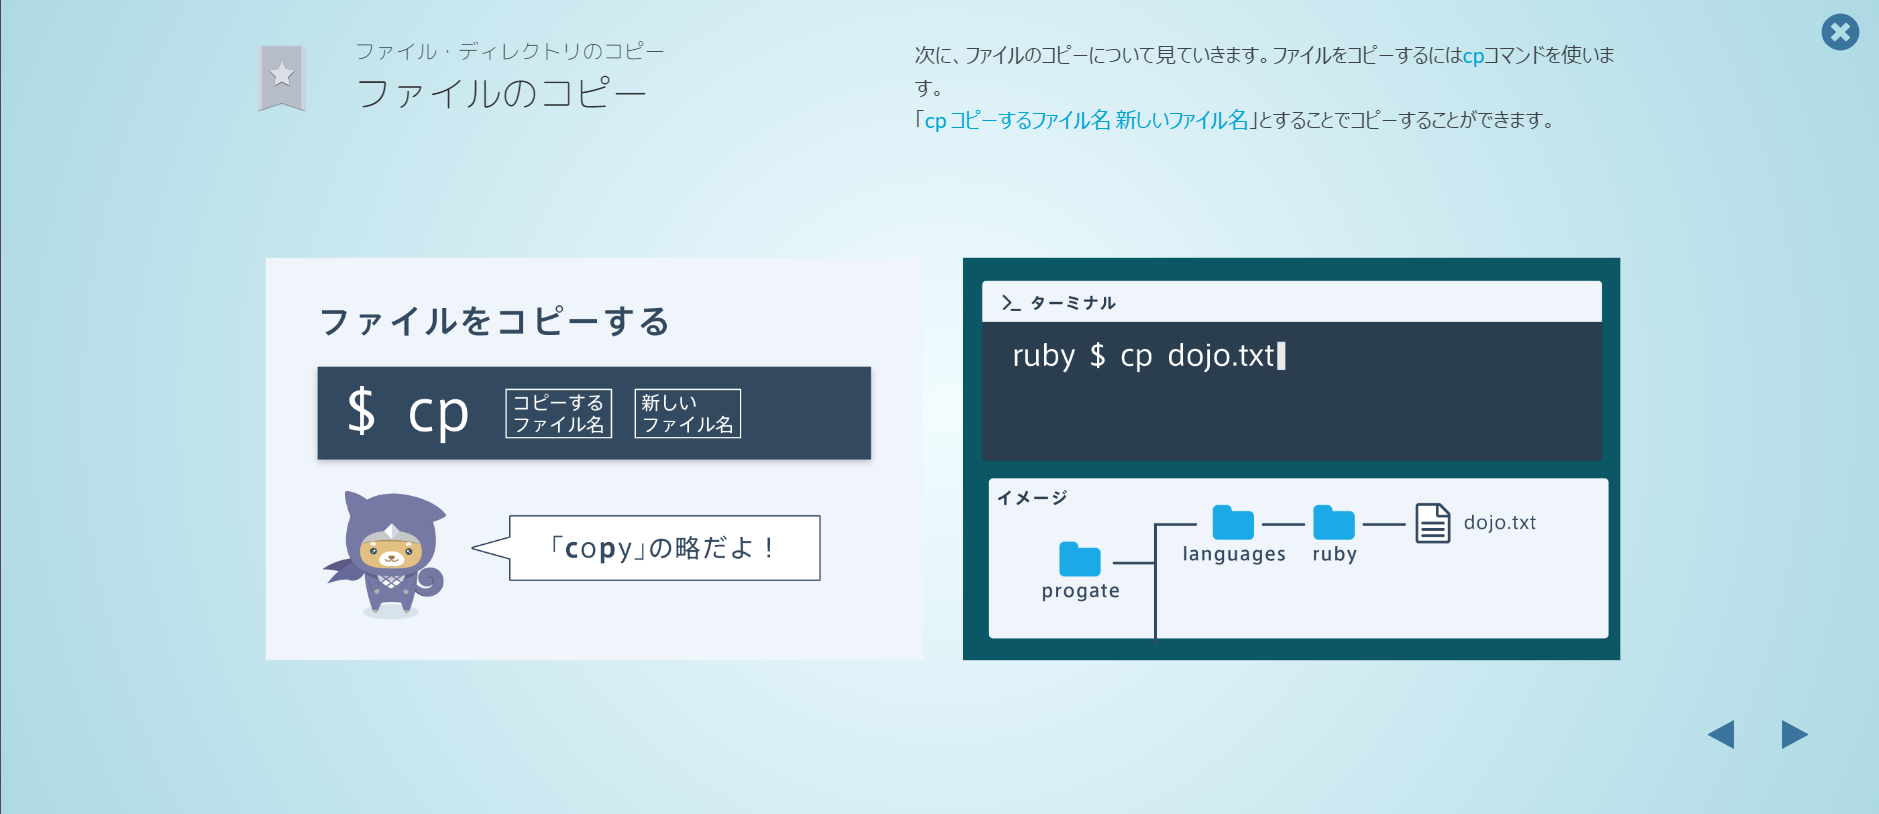 ファイル・ディレクトリのコピー
ファイルのコピー
次に、ファイルのコピーについて見ていきます。ファイルをコピーするにはcpコマンドを使いま
す。
「cp コピーするファイル名 新しいファイル名」とすることでコピーすることができます。
ファイルをコピーする
$ cp
コピーする
ファイル名
新しい
ファイル名
「copy」の略だよ！
>_ ターミナル
ruby $ cp dojo.txt
イメージ
progate
languages
ruby
dojo.txt